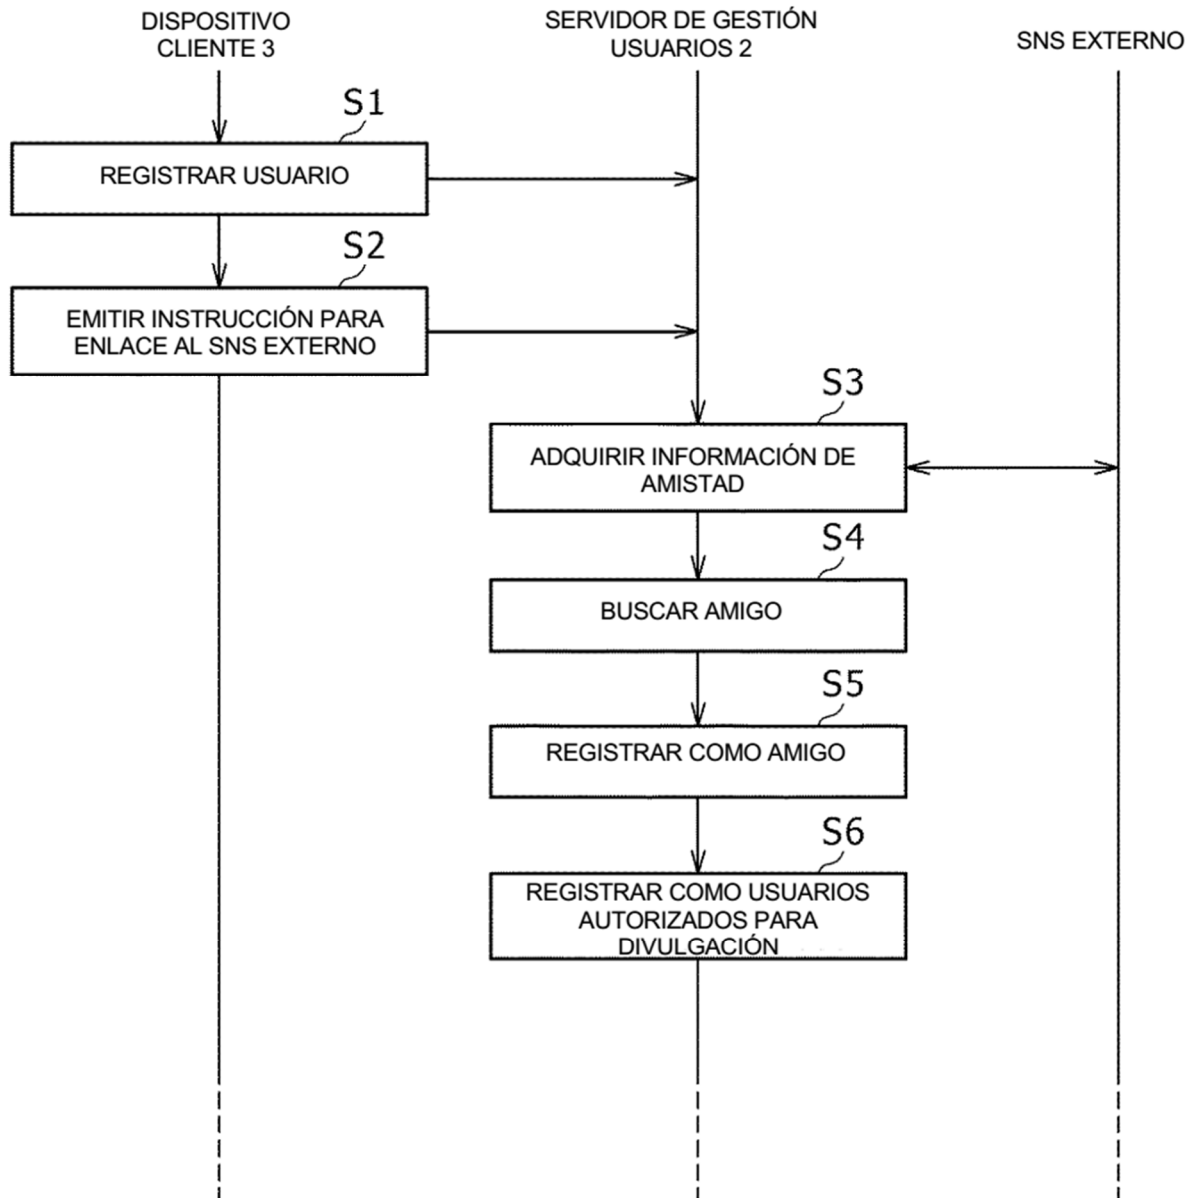 DISPOSITIVO
CLIENTE 3
SERVIDOR DE GESTIÓN
USUARIOS 2
SNS EXTERNO
S1
REGISTRAR USUARIO
S2
EMITIR INSTRUCCIÓN PARA
ENLACE AL SNS EXTERNO
S3
ADQUIRIR INFORMACIÓN DE
AMISTAD
S4
BUSCAR AMIGO
S5
REGISTRAR COMO AMIGO
S6
REGISTRAR COMO USUARIOS
AUTORIZADOS PARA
DIVULGACIÓN